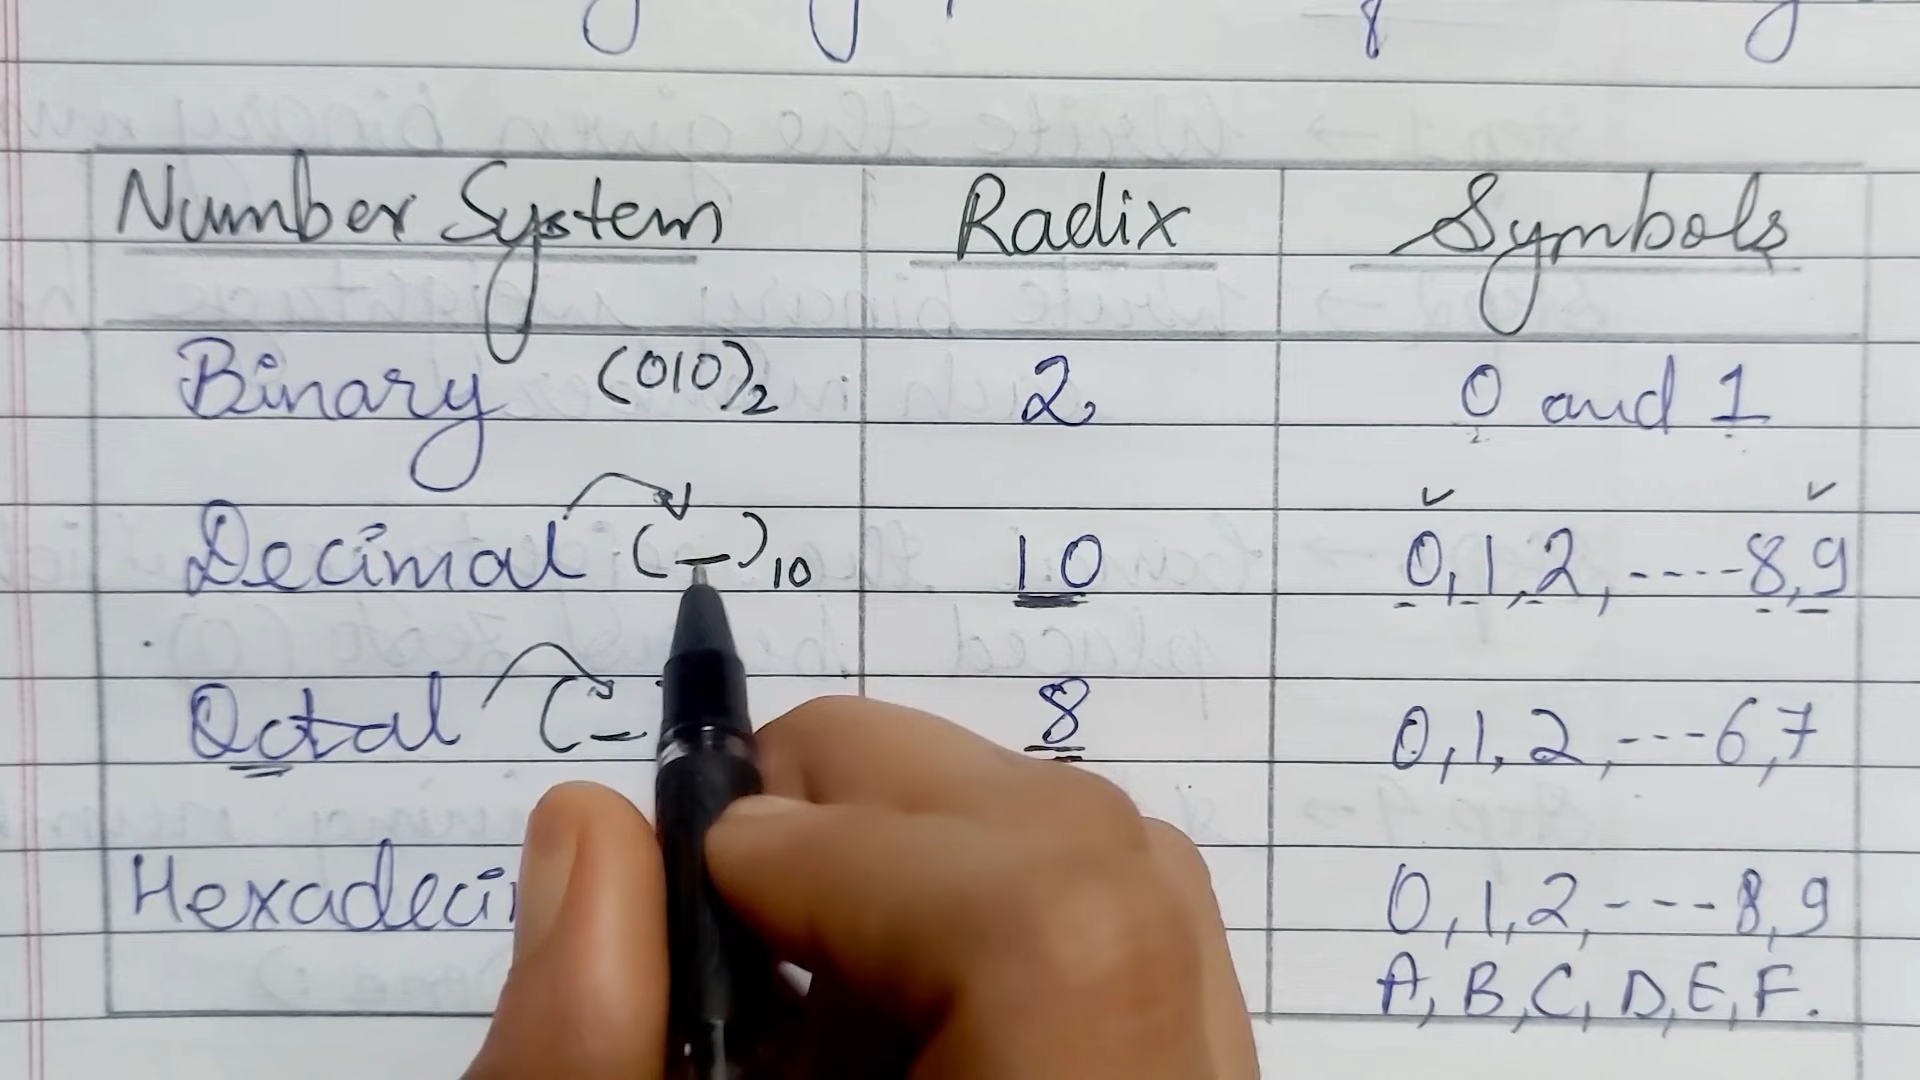 Number System Radix Symbols
Binary (010)2 2 0 and 1
Decimal (_)10 10 0,1,2,----8,9
Octal (_ 8 0,1,2,---6,7
Hexadeci 0,1,2,---8,9
A,B,C,D,E,F.